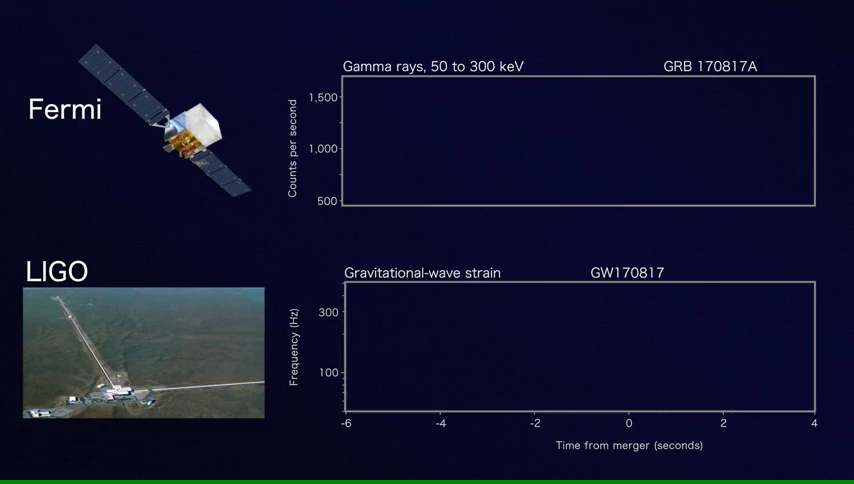 Fermi
Gamma rays, 50 to 300 keV
GRB 170817A
Counts per second
1,500
1,000
500
LIGO
Gravitational-wave strain
GW170817
Frequency (Hz)
300
100
-6 -4 -2 0 2 4
Time from merger (seconds)